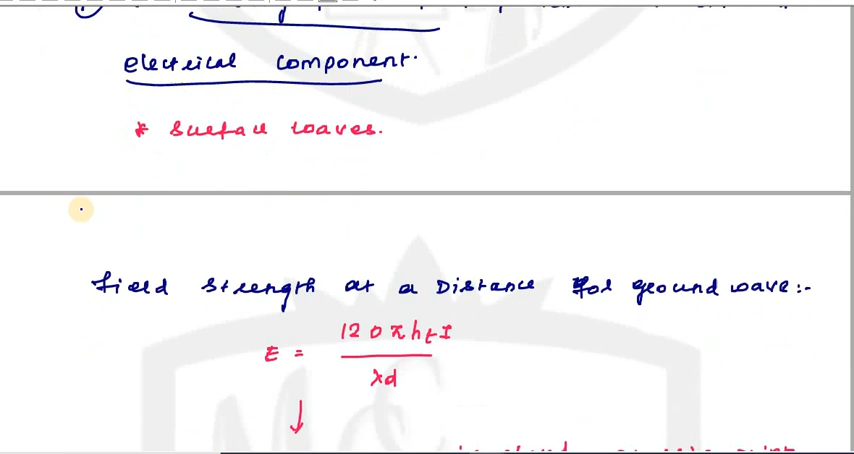 electrical component.
* Surface waves.
field strength at a Distance for ground wave:-
E = 120πhtI / λd